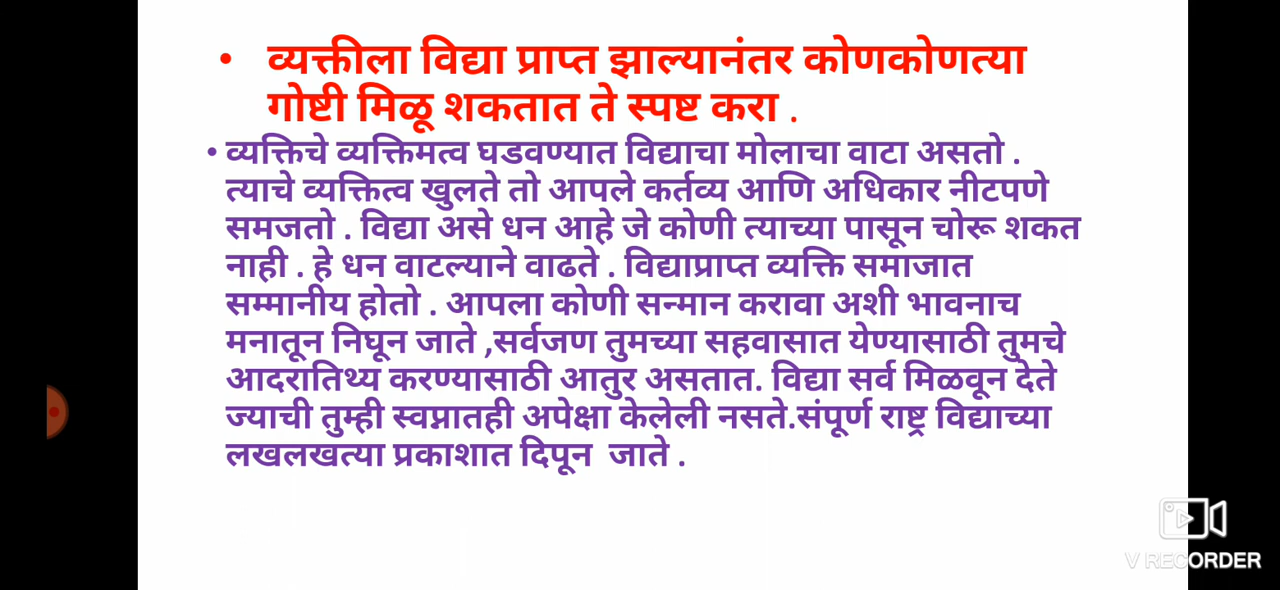 • व्यक्तीला विद्या प्राप्त झाल्यानंतर कोणकोणत्या
गोष्टी मिळू शकतात ते स्पष्ट करा .
• व्यक्तिचे व्यक्तिमत्व घडवण्यात विद्याचा मोलाचा वाटा असतो .
त्याचे व्यक्तित्व खुलते तो आपले कर्तव्य आणि अधिकार नीटपणे
समजतो . विद्या असे धन आहे जे कोणी त्याच्या पासून चोरू शकत
नाही . हे धन वाटल्याने वाढते . विद्याप्राप्त व्यक्ति समाजात
सम्मानीय होतो . आपला कोणी सन्मान करावा अशी भावनाच
मनातून निघून जाते ,सर्वजण तुमच्या सहवासात येण्यासाठी तुमचे
आदरातिथ्य करण्यासाठी आतुर असतात. विद्या सर्व मिळवून देते
ज्याची तुम्ही स्वप्नातही अपेक्षा केलेली नसते.संपूर्ण राष्ट्र विद्याच्या
लखलखत्या प्रकाशात दिपून जाते .
V RECORDER